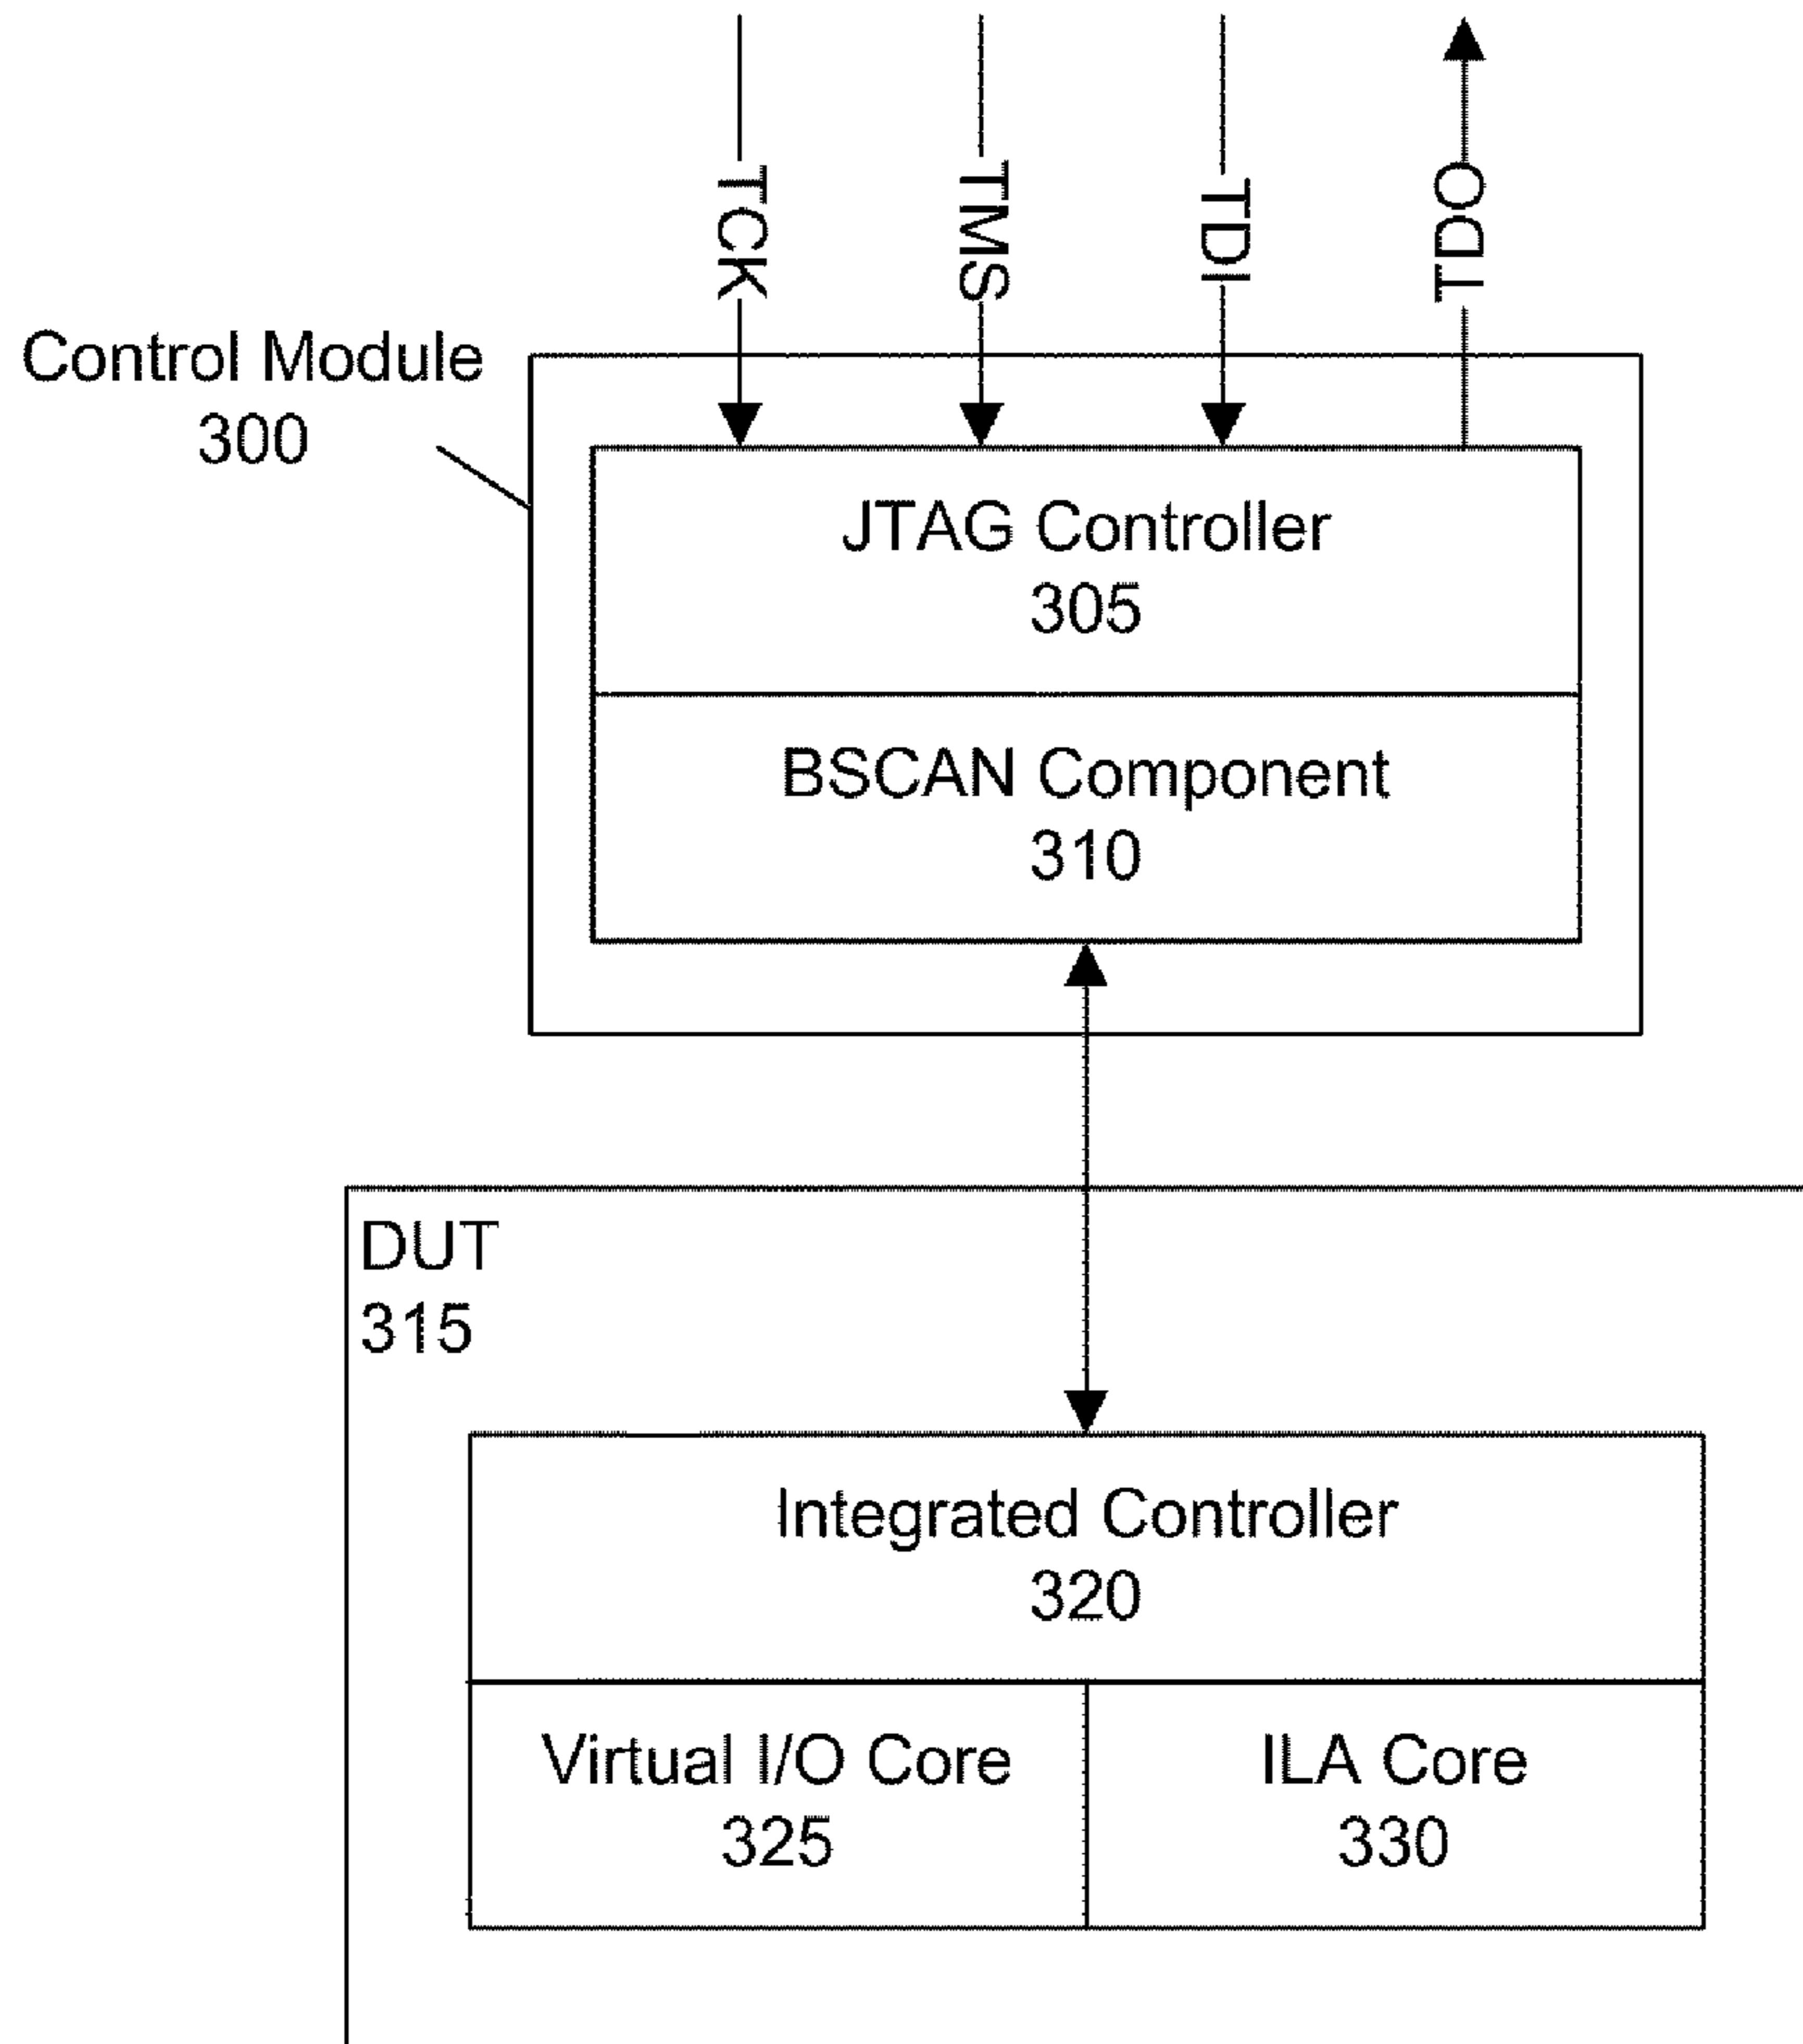 TCK
TMS
TDI
TDO
Control Module
300
JTAG Controller
305
BSCAN Component
310
DUT
315
Integrated Controller
320
Virtual I/O Core
325
ILA Core
330